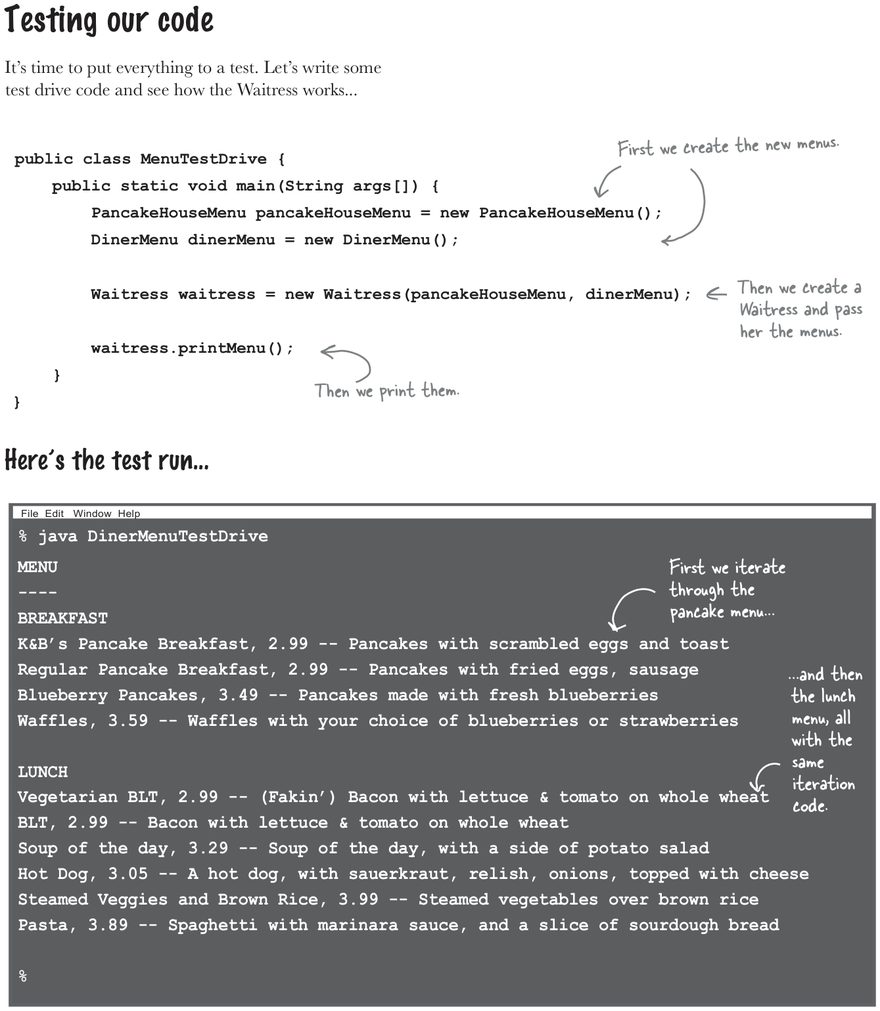 Testing our code
It’s time to put everything to a test. Let’s write some
test drive code and see how the Waitress works...
First we create the new menus.
public class MenuTestDrive {
    public static void main(String args[]) {
        PancakeHouseMenu pancakeHouseMenu = new PancakeHouseMenu();
        DinerMenu dinerMenu = new DinerMenu();
        Waitress waitress = new Waitress(pancakeHouseMenu, dinerMenu);
Then we create a
Waitress and pass
her the menus.
        waitress.printMenu();
    }
Then we print them.
}
Here’s the test run...
File Edit Window Help
% java DinerMenuTestDrive
MENU
----
BREAKFAST
K&B’s Pancake Breakfast, 2.99 -- Pancakes with scrambled eggs and toast
Regular Pancake Breakfast, 2.99 -- Pancakes with fried eggs, sausage
Blueberry Pancakes, 3.49 -- Pancakes made with fresh blueberries
Waffles, 3.59 -- Waffles with your choice of blueberries or strawberries
First we iterate
through the
pancake menu...
LUNCH
Vegetarian BLT, 2.99 -- (Fakin’) Bacon with lettuce & tomato on whole wheat
BLT, 2.99 -- Bacon with lettuce & tomato on whole wheat
Soup of the day, 3.29 -- Soup of the day, with a side of potato salad
Hot Dog, 3.05 -- A hot dog, with sauerkraut, relish, onions, topped with cheese
Steamed Veggies and Brown Rice, 3.99 -- Steamed vegetables over brown rice
Pasta, 3.89 -- Spaghetti with marinara sauce, and a slice of sourdough bread
...and then
the lunch
menu, all
with the
same
iteration
code.
%